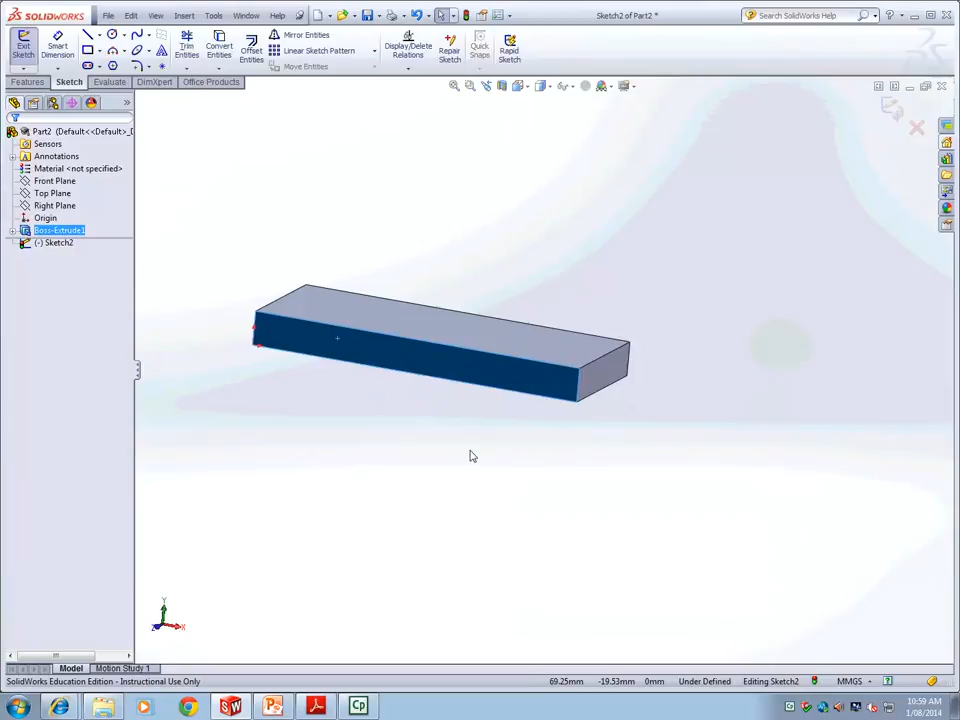 SOLIDWORKS File Edit View Insert Tools Window Help Sketch2 of Part2 * Search SolidWorks Help
Exit Sketch
Smart Dimension
Trim Entities
Convert Entities
Offset Entities
Mirror Entities
Linear Sketch Pattern
Move Entities
Display/Delete Relations
Repair Sketch
Quick Snaps
Rapid Sketch
Features Sketch Evaluate DimXpert Office Products
Part2 (Default<<Default>_D
Sensors
Annotations
Material <not specified>
Front Plane
Top Plane
Right Plane
Origin
Boss-Extrude1
(-) Sketch2
Y
Z X
Model Motion Study 1
SolidWorks Education Edition - Instructional Use Only 69.25mm -19.53mm 0mm Under Defined Editing Sketch2 MMGS
10:59 AM
1/08/2014